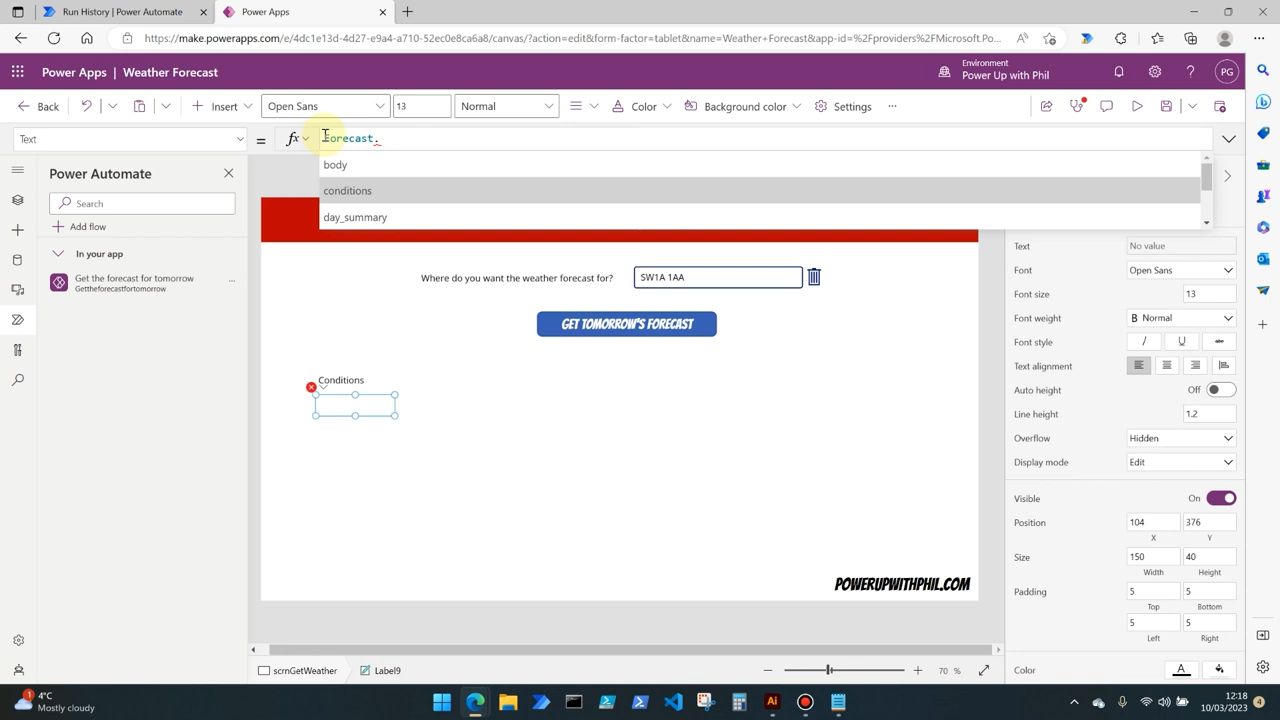 Run History | Power Automate
Power Apps
https://make.powerapps.com/e/4dc1e13d-4d27-e9a4-a710-52ec0e8ca6a8/canvas/?action=edit&form-factor=tablet&name=Weather+Forecast&app-id=%2Fproviders%2FMicrosoft.Po...
Power Apps | Weather Forecast
Environment
Power Up with Phil
PG
Back
Insert
Open Sans
13
Normal
Color
Background color
Settings
Text
=
fx
Forecast.
body
conditions
day_summary
Power Automate
Search
Add flow
In your app
Get the forecast for tomorrow
Gettheforecastfortomorrow
Where do you want the weather forecast for?
SW1A 1AA
GET TOMORROW'S FORECAST
Conditions
POWERUPWITHPHIL.COM
Text
No value
Font
Open Sans
Font size
13
Font weight
B Normal
Font style
/ U abc
Text alignment
Auto height
Off
Line height
1.2
Overflow
Hidden
Display mode
Edit
Visible
On
Position
104
376
X
Y
Size
150
40
Width
Height
Padding
5
5
Top
Bottom
5
5
Left
Right
Color
A
scrnGetWeather
Label9
70 %
1
4°C
Mostly cloudy
Ai
12:18
10/03/2023
4